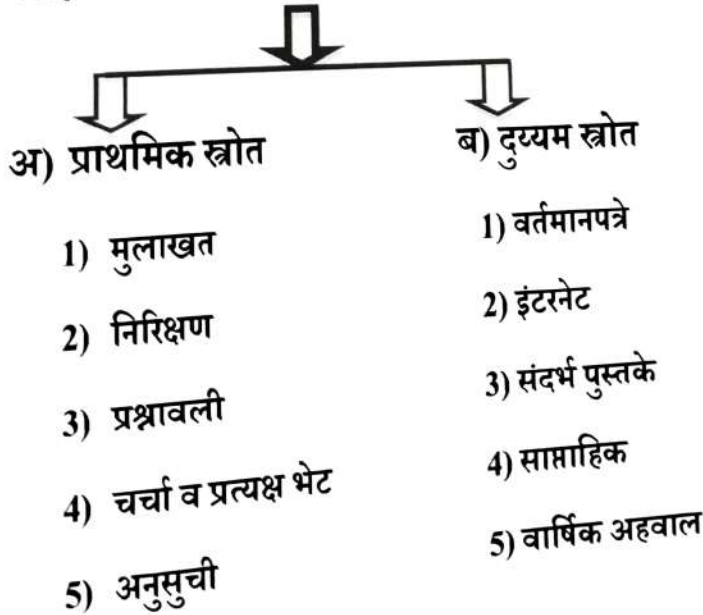 अ) प्राथमिक स्त्रोत
1) मुलाखत
2) निरिक्षण
3) प्रश्नावली
4) चर्चा व प्रत्यक्ष भेट
5) अनुसुची
ब) दुय्यम स्त्रोत
1) वर्तमानपत्रे
2) इंटरनेट
3) संदर्भ पुस्तके
4) साप्ताहिक
5) वार्षिक अहवाल